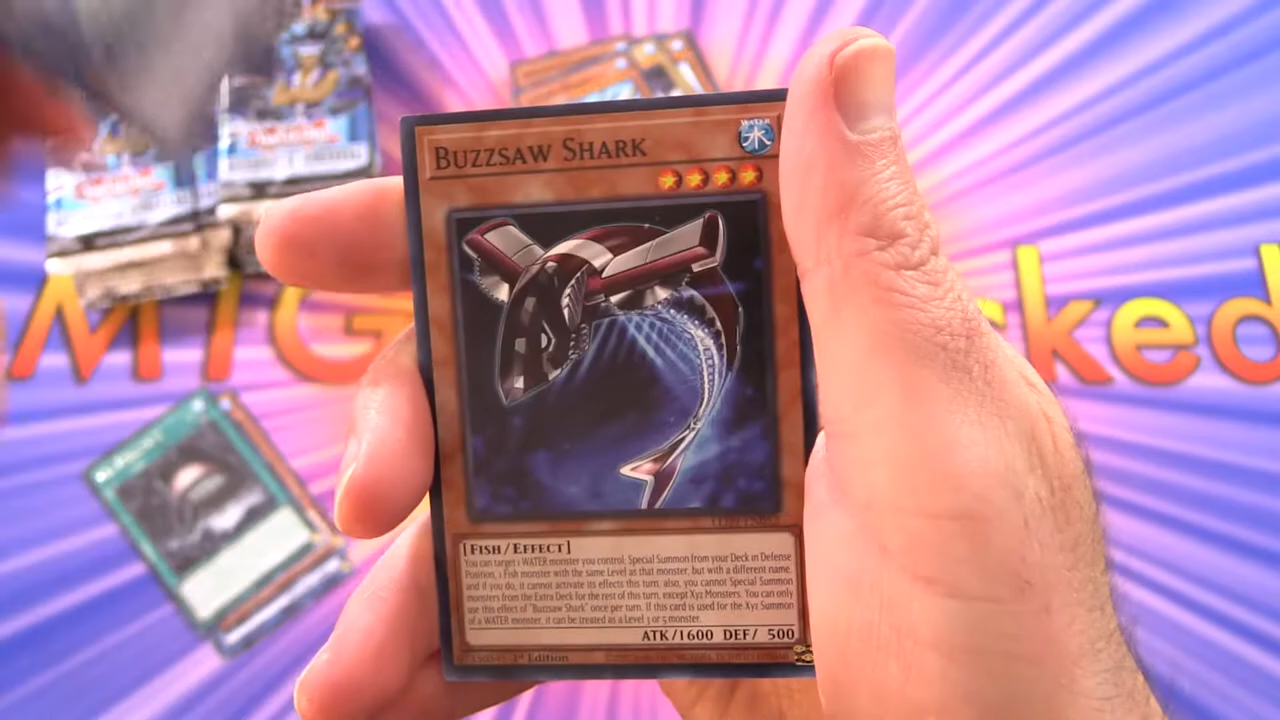 BUZZSAW SHARK
WATER
水
MTG
ked
[FISH/EFFECT]
You can target 1 WATER monster you control; Special Summon from your Deck in Defense
Position, 1 Fish monster with the same Level as that monster, but with a different name,
and if you do, it cannot activate its effects this turn, also, you cannot Special Summon
monsters from the Extra Deck for the rest of this turn, except Xyz Monsters. You can only
use this effect of "Buzzsaw Shark" once per turn. If this card is used for the Xyz Summon
of a WATER monster, it can be treated as a Level 3 or 5 monster.
ATK/1600 DEF/ 500
1st Edition